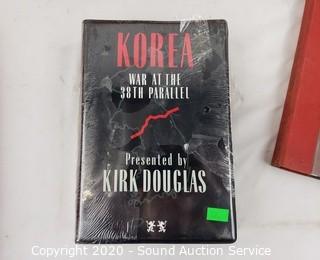 KOREA
WAR AT THE
38TH PARALLEL
Presented by
KIRK DOUGLAS
Copyright © 2020 - Sound Auction Service